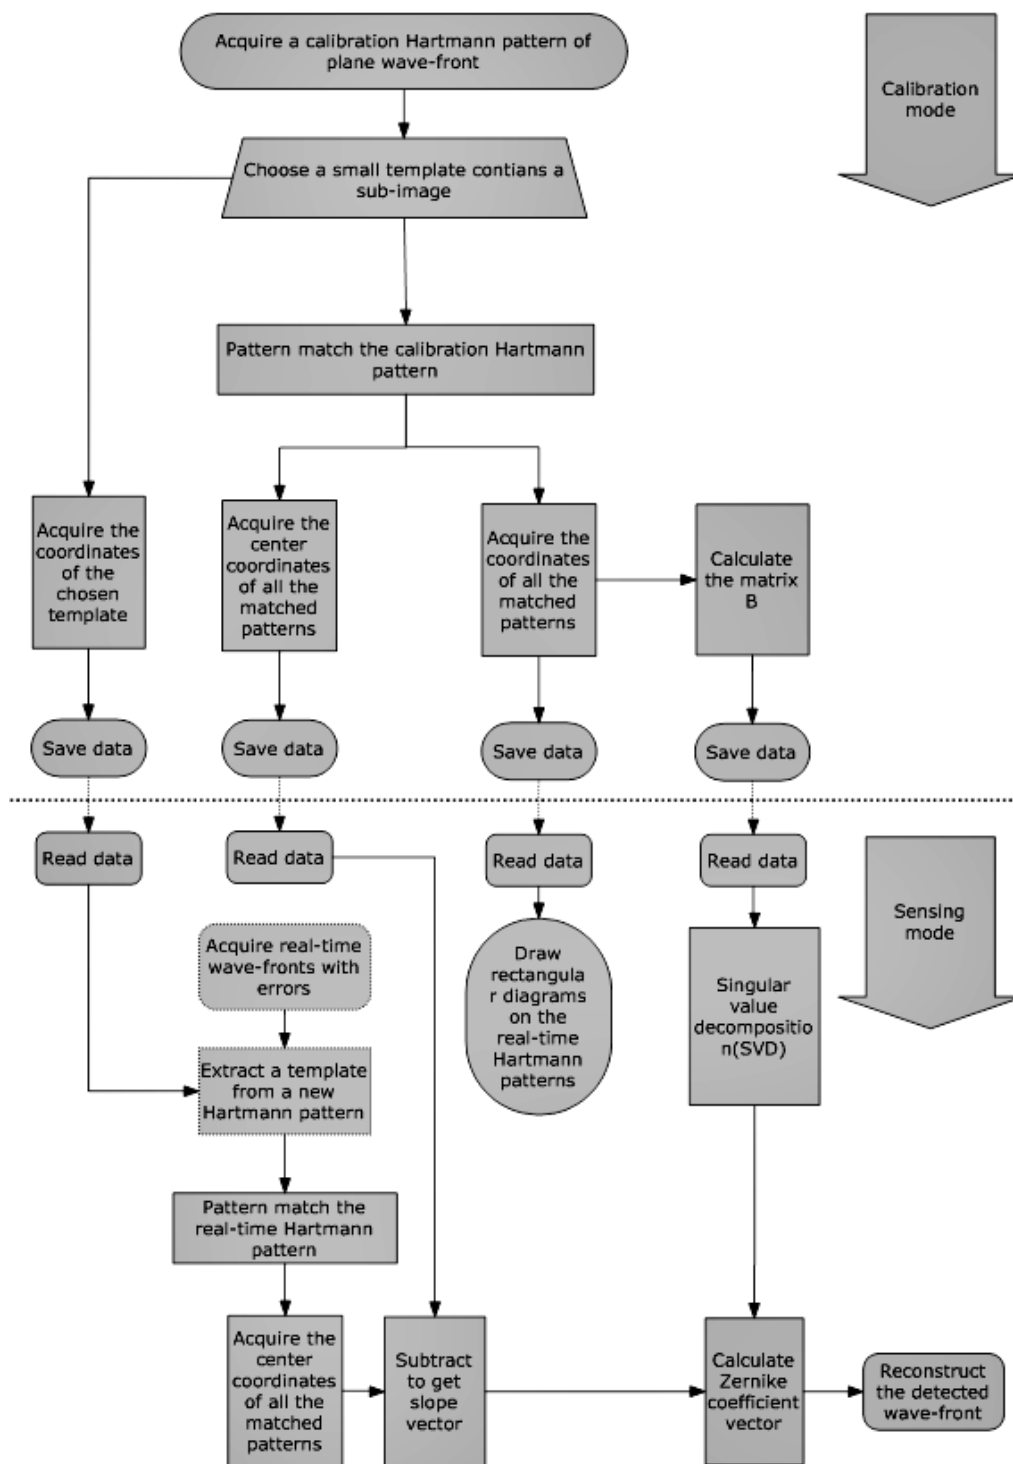 Acquire a calibration Hartmann pattern of
plane wave-front
Calibration
mode
Choose a small template contians a
sub-image
Pattern match the calibration Hartmann
pattern
Acquire the
coordinates
of the
chosen
template
Acquire the
center
coordinates
of all the
matched
patterns
Acquire the
coordinates
of all the
matched
patterns
Calculate
the matrix
B
Save data
Save data
Save data
Save data
Read data
Read data
Read data
Read data
Sensing
mode
Acquire real-time
wave-fronts with
errors
Draw
rectangula
r diagrams
on the
real-time
Hartmann
patterns
Singular
value
decompositio
n(SVD)
Extract a template
from a new
Hartmann pattern
Pattern match the
real-time Hartmann
pattern
Acquire the
center
coordinates
of all the
matched
patterns
Subtract
to get
slope
vector
Calculate
Zernike
coefficient
vector
Reconstruct
the detected
wave-front